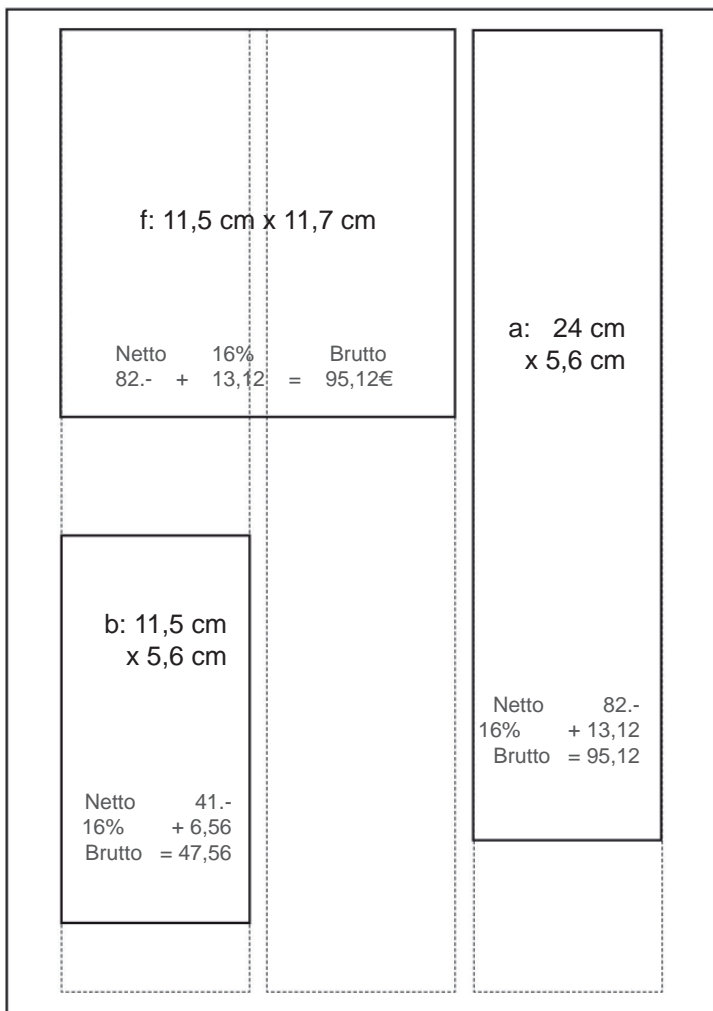 f: 11,5 cm x 11,7 cm
Netto 16% Brutto
82.- + 13,12 = 95,12€
a: 24 cm
x 5,6 cm
Netto 82.-
16% + 13,12
Brutto = 95,12
b: 11,5 cm
x 5,6 cm
Netto 41.-
16% + 6,56
Brutto = 47,56